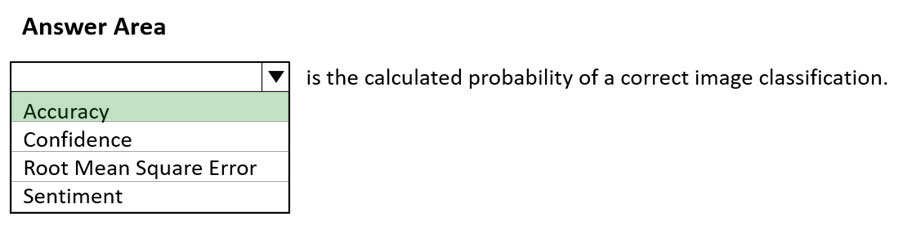 Answer Area
is the calculated probability of a correct image classification.
Accuracy
Confidence
Root Mean Square Error
Sentiment